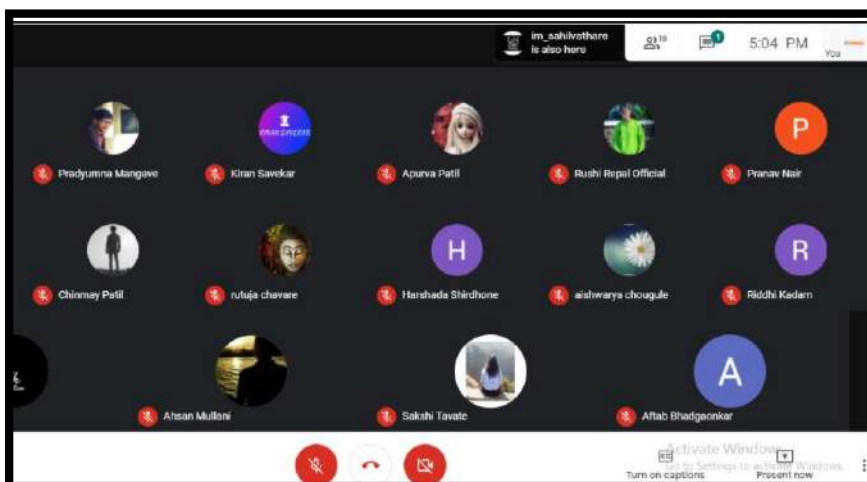 im_sahilvathare
is also here
18
1
5:04 PM
You
Pradyumna Mangave
Kiran Savekar
Apurva Patil
Rushi Repal Official
P
Pranav Nair
Chinmay Patil
rutuja chavare
H
Harshada Shirdhone
aishwarya chougule
R
Riddhi Kadam
Ahsan Mullani
Sakshi Tavate
A
Aftab Bhadgaonkar
Activate Windows
Go to Settings to activate Windows.
Turn on captions
Present now